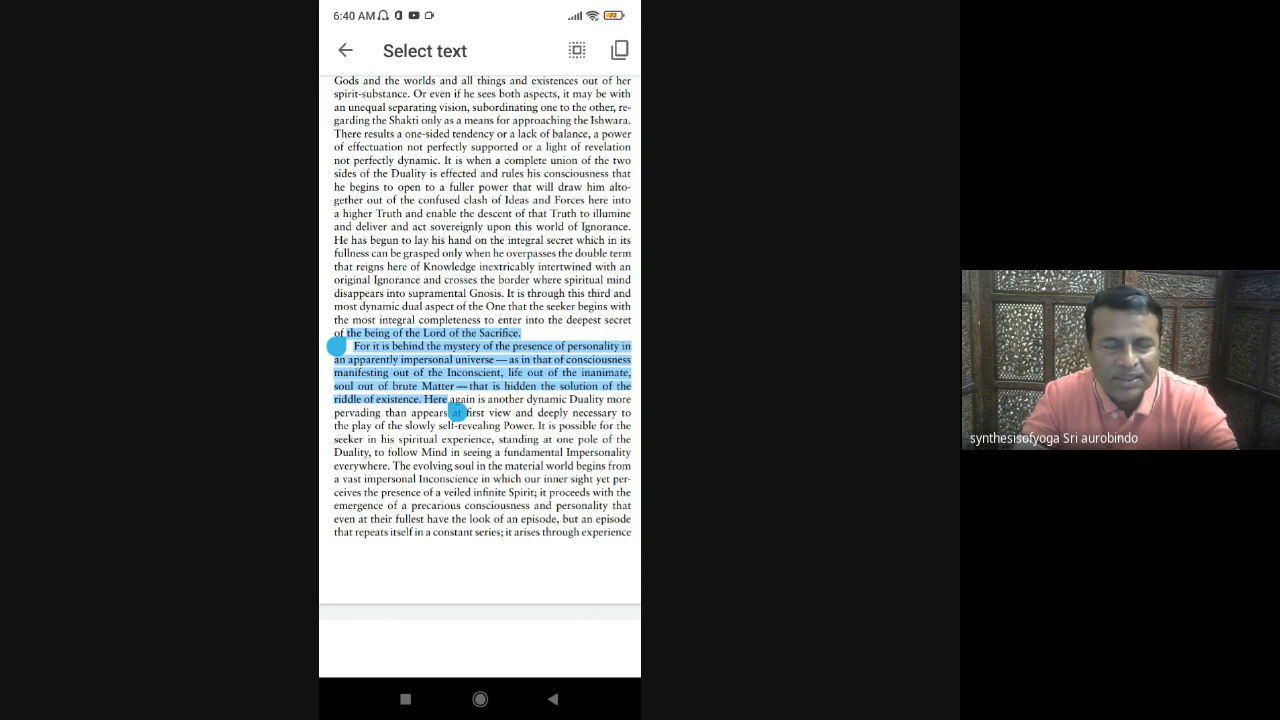 6:40 AM
77
Select text
Gods and the worlds and all things and existences out of her
spirit-substance. Or even if he sees both aspects, it may be with
an unequal separating vision, subordinating one to the other, re-
garding the Shakti only as a means for approaching the Ishwara.
There results a one-sided tendency or a lack of balance, a power
of effectuation not perfectly supported or a light of revelation
not perfectly dynamic. It is when a complete union of the two
sides of the Duality is effected and rules his consciousness that
he begins to open to a fuller power that will draw him alto-
gether out of the confused clash of Ideas and Forces here into
a higher Truth and enable the descent of that Truth to illumine
and deliver and act sovereignly upon this world of Ignorance.
He has begun to lay his hand on the integral secret which in its
fullness can be grasped only when he overpasses the double term
that reigns here of Knowledge inextricably intertwined with an
original Ignorance and crosses the border where spiritual mind
disappears into supramental Gnosis. It is through this third and
most dynamic dual aspect of the One that the seeker begins with
the most integral completeness to enter into the deepest secret
of the being of the Lord of the Sacrifice.
For it is behind the mystery of the presence of personality in
an apparently impersonal universe — as in that of consciousness
manifesting out of the Inconscient, life out of the inanimate,
soul out of brute Matter — that is hidden the solution of the
riddle of existence. Here again is another dynamic Duality more
pervading than appears at first view and deeply necessary to
the play of the slowly self-revealing Power. It is possible for the
seeker in his spiritual experience, standing at one pole of the
Duality, to follow Mind in seeing a fundamental Impersonality
everywhere. The evolving soul in the material world begins from
a vast impersonal Inconscience in which our inner sight yet per-
ceives the presence of a veiled infinite Spirit; it proceeds with the
emergence of a precarious consciousness and personality that
even at their fullest have the look of an episode, but an episode
that repeats itself in a constant series; it arises through experience
synthesisofyoga Sri aurobindo